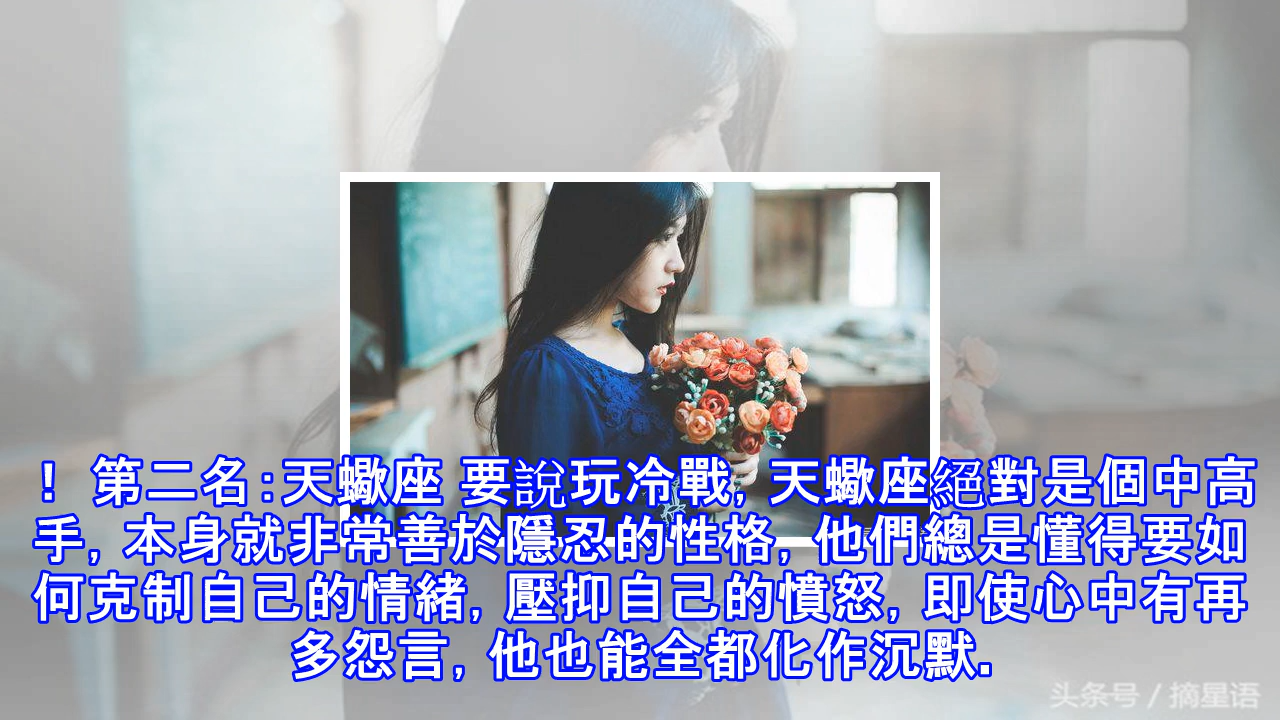 ! 第二名:天蠍座 要說玩冷戰, 天蠍座絕對是個中高
手, 本身就非常善於隱忍的性格, 他們總是懂得要如
何克制自己的情緒, 壓抑自己的憤怒, 即使心中有再
多怨言, 他也能全都化作沉默.
头条号 / 摘星语